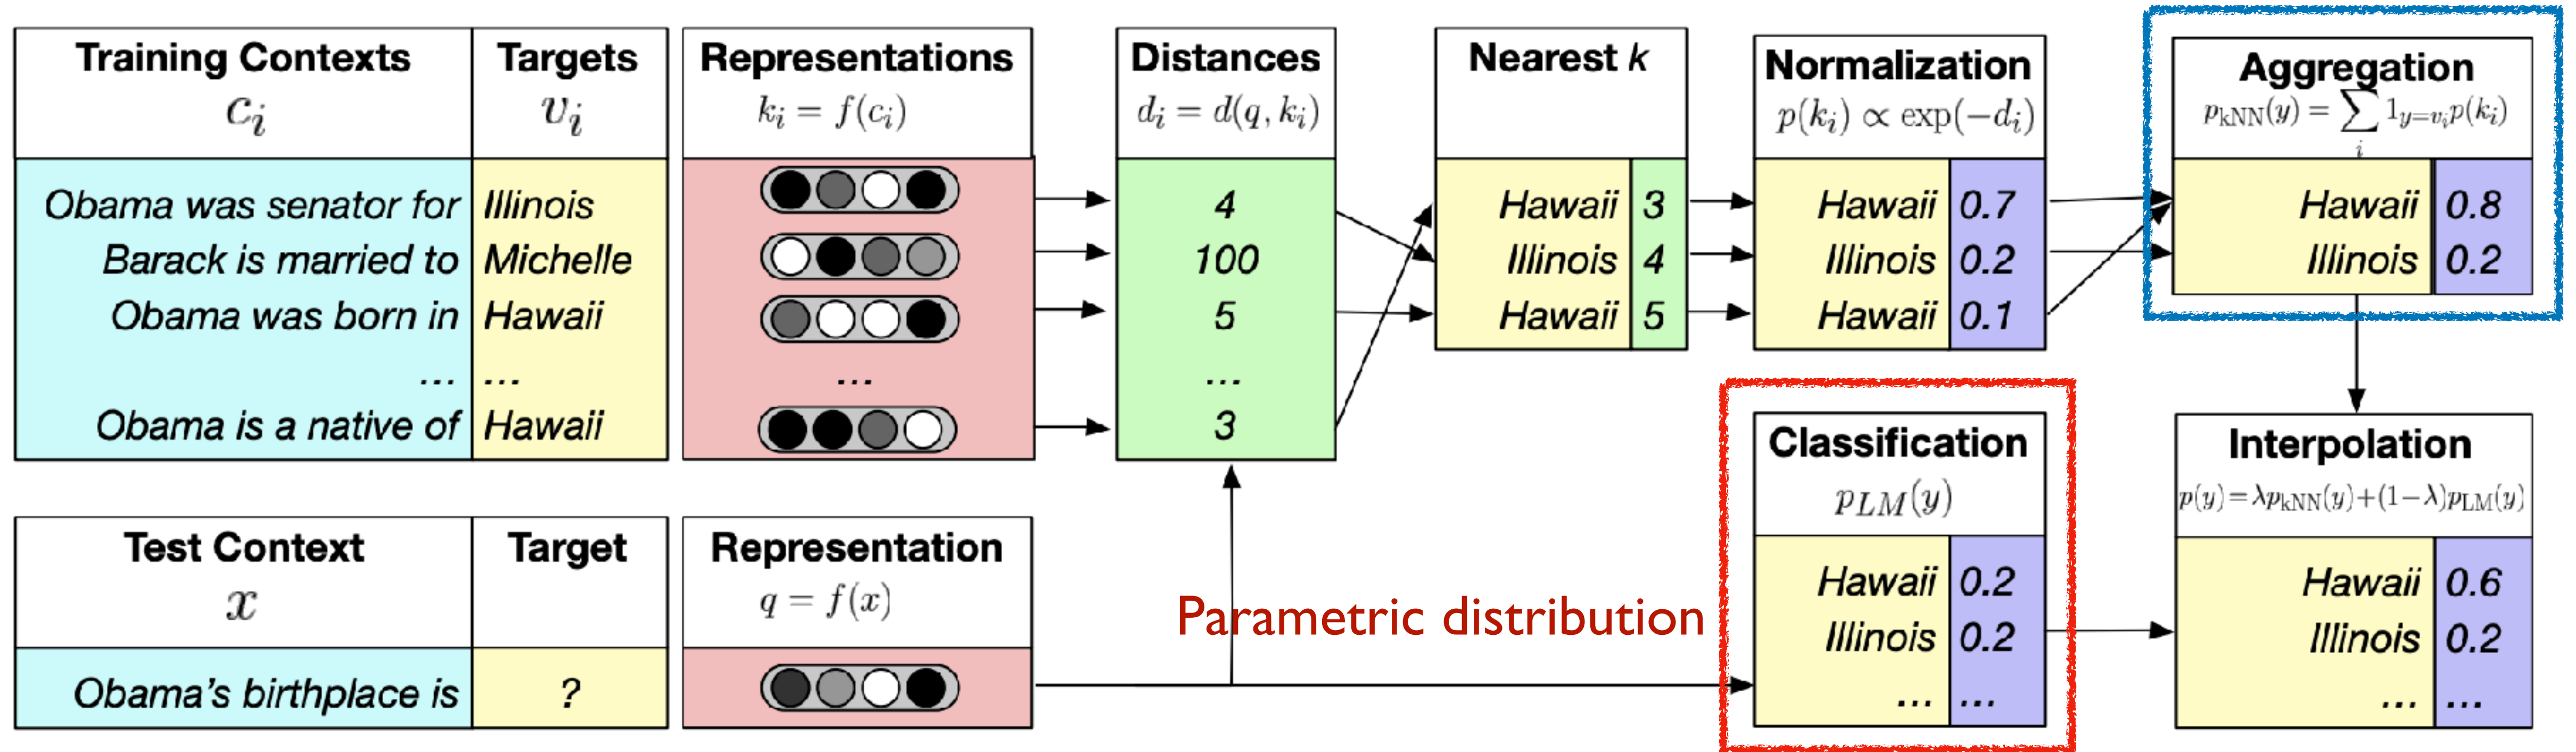 Training Contexts
Targets
Representations
Distances
Nearest k
Normalization
Aggregation
c_i
v_i
k_i = f(c_i)
d_i = d(q, k_i)
p(k_i) ∝ exp(−d_i)
p_kNN(y) = ∑_i 1_{y=v_i} p(k_i)
Obama was senator for Illinois
Barack is married to Michelle
Obama was born in Hawaii
... ...
Obama is a native of Hawaii
...
4
100
5
...
3
Hawaii 3
Illinois 4
Hawaii 5
Hawaii 0.7
Illinois 0.2
Hawaii 0.1
Hawaii 0.8
Illinois 0.2
Test Context
Target
Representation
x
q = f(x)
Obama's birthplace is ?
Parametric distribution
Classification
p_LM(y)
Hawaii 0.2
Illinois 0.2
... ...
Interpolation
p(y)=λp_kNN(y)+(1−λ)p_LM(y)
Hawaii 0.6
Illinois 0.2
... ...